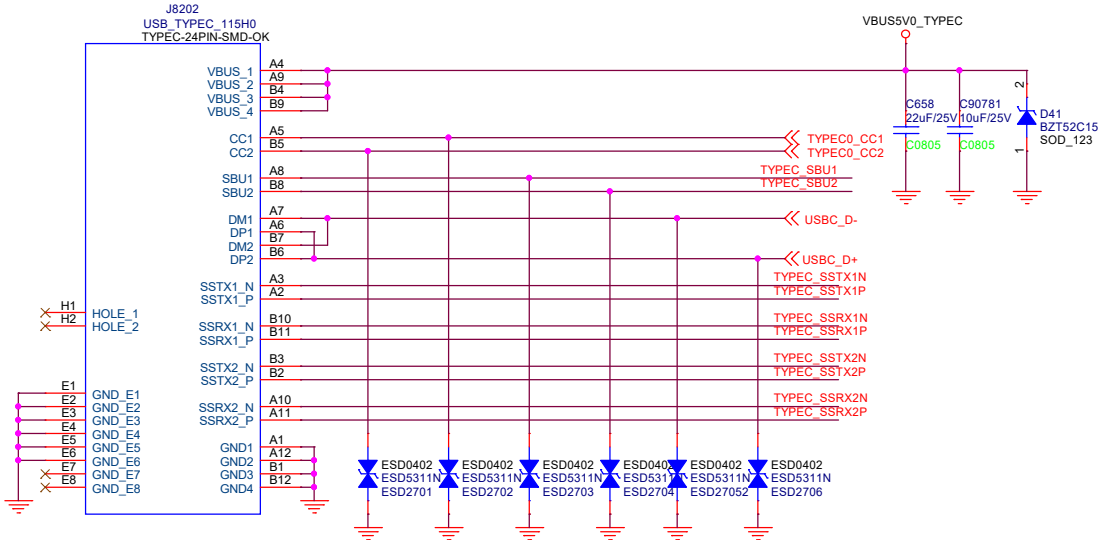 J8202
USB_TYPEC_115H0
TYPEC-24PIN-SMD-OK
VBUS5V0_TYPEC
VBUS_1 A4
VBUS_2 A9
VBUS_3 B4
VBUS_4 B9
CC1 A5 TYPEC0_CC1
CC2 B5 TYPEC0_CC2
SBU1 A8 TYPEC_SBU1
SBU2 B8 TYPEC_SBU2
DM1 A7 USBC_D-
DP1 A6
DM2 B7
DP2 B6 USBC_D+
SSTX1_N A3 TYPEC_SSTX1N
SSTX1_P A2 TYPEC_SSTX1P
SSRX1_N B10 TYPEC_SSRX1N
SSRX1_P B11 TYPEC_SSRX1P
SSTX2_N B3 TYPEC_SSTX2N
SSTX2_P B2 TYPEC_SSTX2P
SSRX2_N A10 TYPEC_SSRX2N
SSRX2_P A11 TYPEC_SSRX2P
GND1 A1
GND2 A12
GND3 B1
GND4 B12
H1 HOLE_1
H2 HOLE_2
E1 GND_E1
E2 GND_E2
E3 GND_E3
E4 GND_E4
E5 GND_E5
E6 GND_E6
E7 GND_E7
E8 GND_E8
C658
22uF/25V
C0805
C90781
10uF/25V
C0805
2
D41
BZT52C15
SOD_123
1
ESD0402
ESD5311N
ESD2701
ESD0402
ESD5311N
ESD2702
ESD0402
ESD5311N
ESD2703
ESD0402
ESD5311N
ESD2704
ESD0402
ESD5311N
ESD27052
ESD0402
ESD5311N
ESD2706